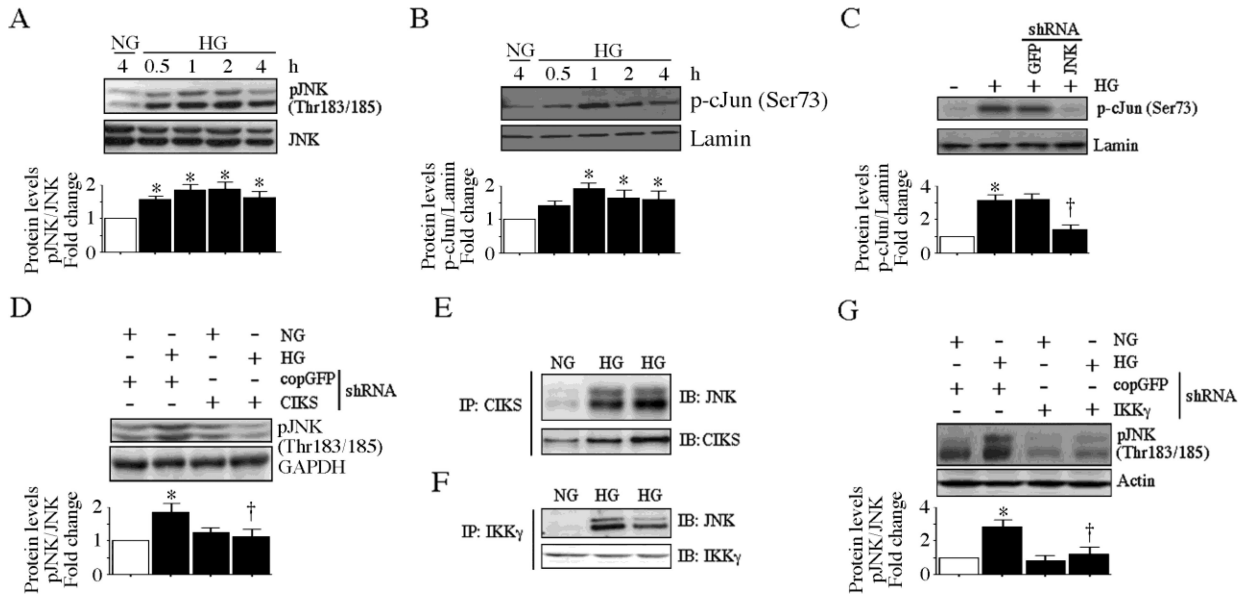 A
NG HG
4 0.5 1 2 4 h
pJNK
(Thr183/185)
JNK
Protein levels
pJNK/JNK
Fold change
2
1
0
* * * *
B
NG HG
4 0.5 1 2 4 h
p-cJun (Ser73)
Lamin
Protein levels
p-cJun/Lamin
Fold change
2
1
0
* * *
C
shRNA
GFP
JNK
- + + + HG
p-cJun (Ser73)
Lamin
Protein levels
p-cJun/Lamin
Fold change
4
2
0
* †
D
+ - + - NG
- + - + HG
+ + - - copGFP
- - + + CIKS
shRNA
pJNK
(Thr183/185)
GAPDH
Protein levels
pJNK/JNK
Fold change
2
1
0
* †
E
NG HG HG
IP: CIKS
IB: JNK
IB: CIKS
F
NG HG HG
IP: IKKγ
IB: JNK
IB: IKKγ
G
+ - + - NG
- + - + HG
+ + - - copGFP
- - + + IKKγ
shRNA
pJNK
(Thr183/185)
Actin
Protein levels
pJNK/JNK
Fold change
4
2
0
* †